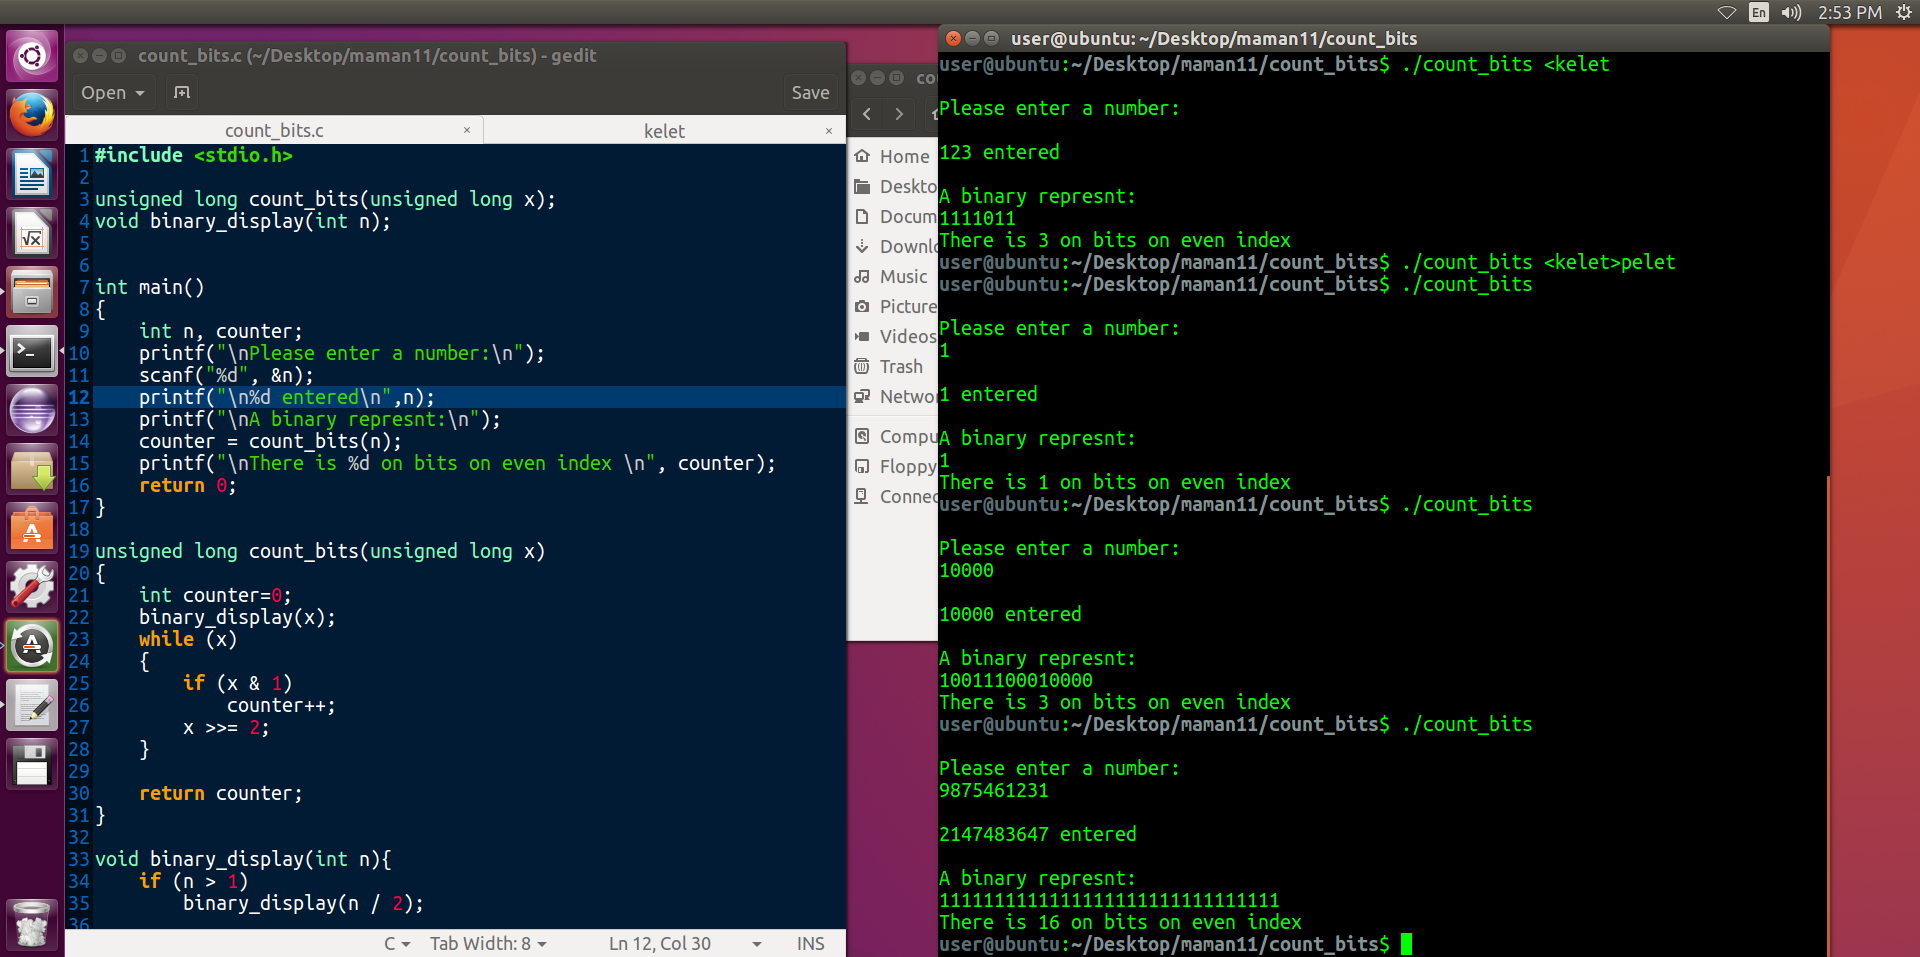 En 2:53 PM
count_bits.c (~/Desktop/maman11/count_bits) - gedit
Open Save
count_bits.c × kelet ×
1 #include <stdio.h>
2
3 unsigned long count_bits(unsigned long x);
4 void binary_display(int n);
5
6
7 int main()
8 {
9     int n, counter;
10     printf("\nPlease enter a number:\n");
11     scanf("%d", &n);
12     printf("\n%d entered\n",n);
13     printf("\nA binary represnt:\n");
14     counter = count_bits(n);
15     printf("\nThere is %d on bits on even index \n", counter);
16     return 0;
17 }
18
19 unsigned long count_bits(unsigned long x)
20 {
21     int counter=0;
22     binary_display(x);
23     while (x)
24     {
25         if (x & 1)
26             counter++;
27         x >>= 2;
28     }
29
30     return counter;
31 }
32
33 void binary_display(int n){
34     if (n > 1)
35         binary_display(n / 2);
36
C Tab Width: 8 Ln 12, Col 30 INS
cou
Home
Deskto
Docum
Downlo
Music
Picture
Videos
Trash
Networ
Compu
Floppy
Connec
user@ubuntu: ~/Desktop/maman11/count_bits
user@ubuntu:~/Desktop/maman11/count_bits$ ./count_bits <kelet
Please enter a number:
123 entered
A binary represnt:
1111011
There is 3 on bits on even index
user@ubuntu:~/Desktop/maman11/count_bits$ ./count_bits <kelet>pelet
user@ubuntu:~/Desktop/maman11/count_bits$ ./count_bits
Please enter a number:
1
1 entered
A binary represnt:
1
There is 1 on bits on even index
user@ubuntu:~/Desktop/maman11/count_bits$ ./count_bits
Please enter a number:
10000
10000 entered
A binary represnt:
10011100010000
There is 3 on bits on even index
user@ubuntu:~/Desktop/maman11/count_bits$ ./count_bits
Please enter a number:
9875461231
2147483647 entered
A binary represnt:
1111111111111111111111111111111
There is 16 on bits on even index
user@ubuntu:~/Desktop/maman11/count_bits$